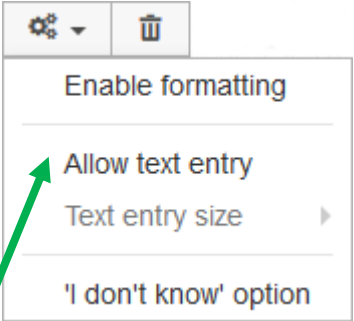 Enable formatting
Allow text entry
Text entry size
'I don't know' option